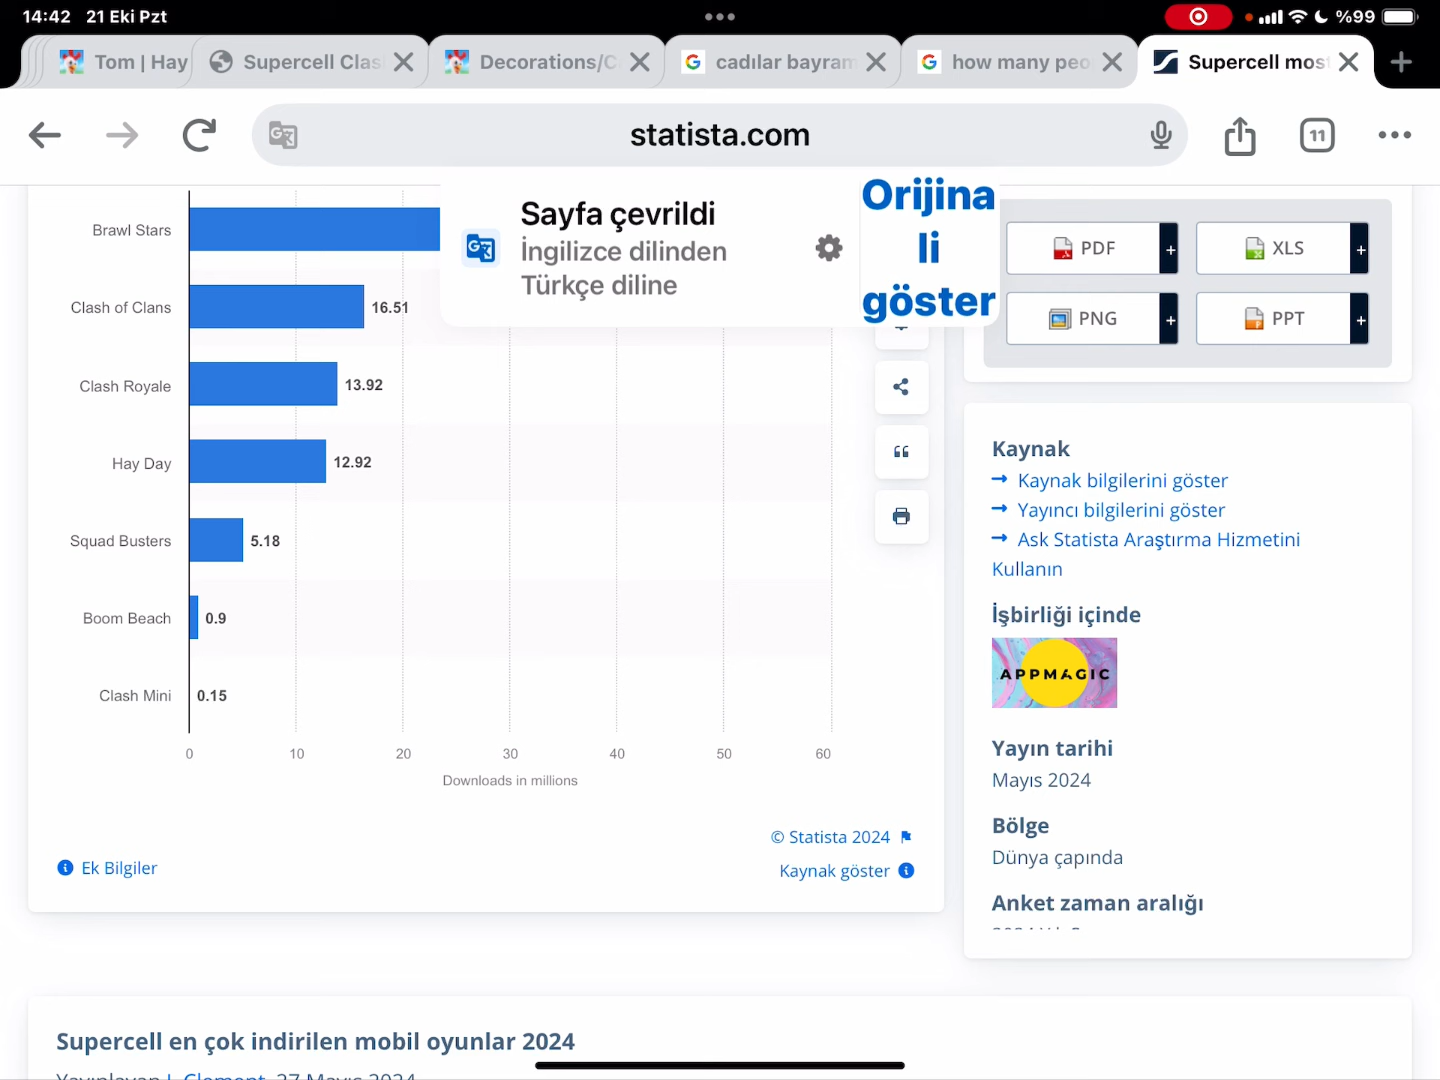 14:42 21 Eki Pzt
%99
Tom | Hay
Supercell Clas
Decorations/C
cadılar bayram
how many peo
Supercell mos
statista.com
11
Sayfa çevrildi
İngilizce dilinden
Türkçe diline
Orijina
li
göster
PDF +
XLS +
PNG +
PPT +
Brawl Stars
Clash of Clans 16.51
Clash Royale 13.92
Hay Day 12.92
Squad Busters 5.18
Boom Beach 0.9
Clash Mini 0.15
0 10 20 30 40 50 60
Downloads in millions
© Statista 2024
Ek Bilgiler
Kaynak göster
Kaynak
Kaynak bilgilerini göster
Yayıncı bilgilerini göster
Ask Statista Araştırma Hizmetini
Kullanın
İşbirliği içinde
APPMAGIC
Yayın tarihi
Mayıs 2024
Bölge
Dünya çapında
Anket zaman aralığı
Supercell en çok indirilen mobil oyunlar 2024
Yayınlayan J. Clement, 27 Mayıs 2024